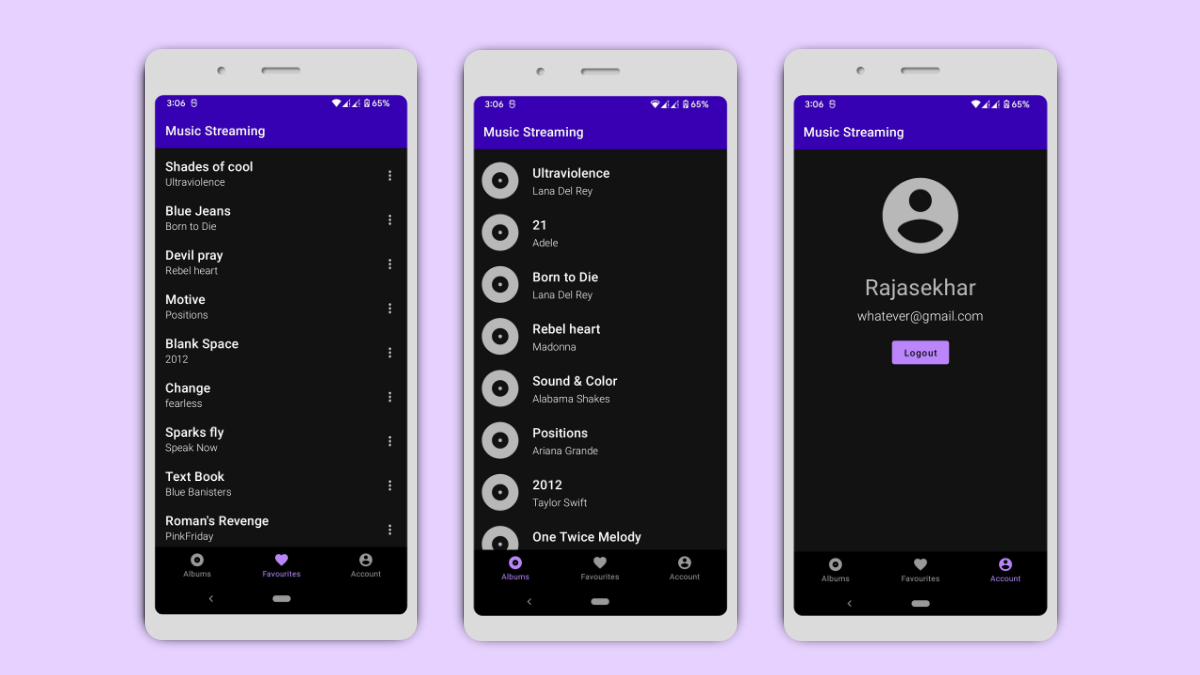 3:06 65%
Music Streaming
Shades of cool
Ultraviolence
Blue Jeans
Born to Die
Devil pray
Rebel heart
Motive
Positions
Blank Space
2012
Change
fearless
Sparks fly
Speak Now
Text Book
Blue Banisters
Roman's Revenge
PinkFriday
Albums Favourites Account
3:06 65%
Music Streaming
Ultraviolence
Lana Del Rey
21
Adele
Born to Die
Lana Del Rey
Rebel heart
Madonna
Sound & Color
Alabama Shakes
Positions
Ariana Grande
2012
Taylor Swift
One Twice Melody
Albums Favourites Account
3:06 65%
Music Streaming
Rajasekhar
whatever@gmail.com
Logout
Albums Favourites Account